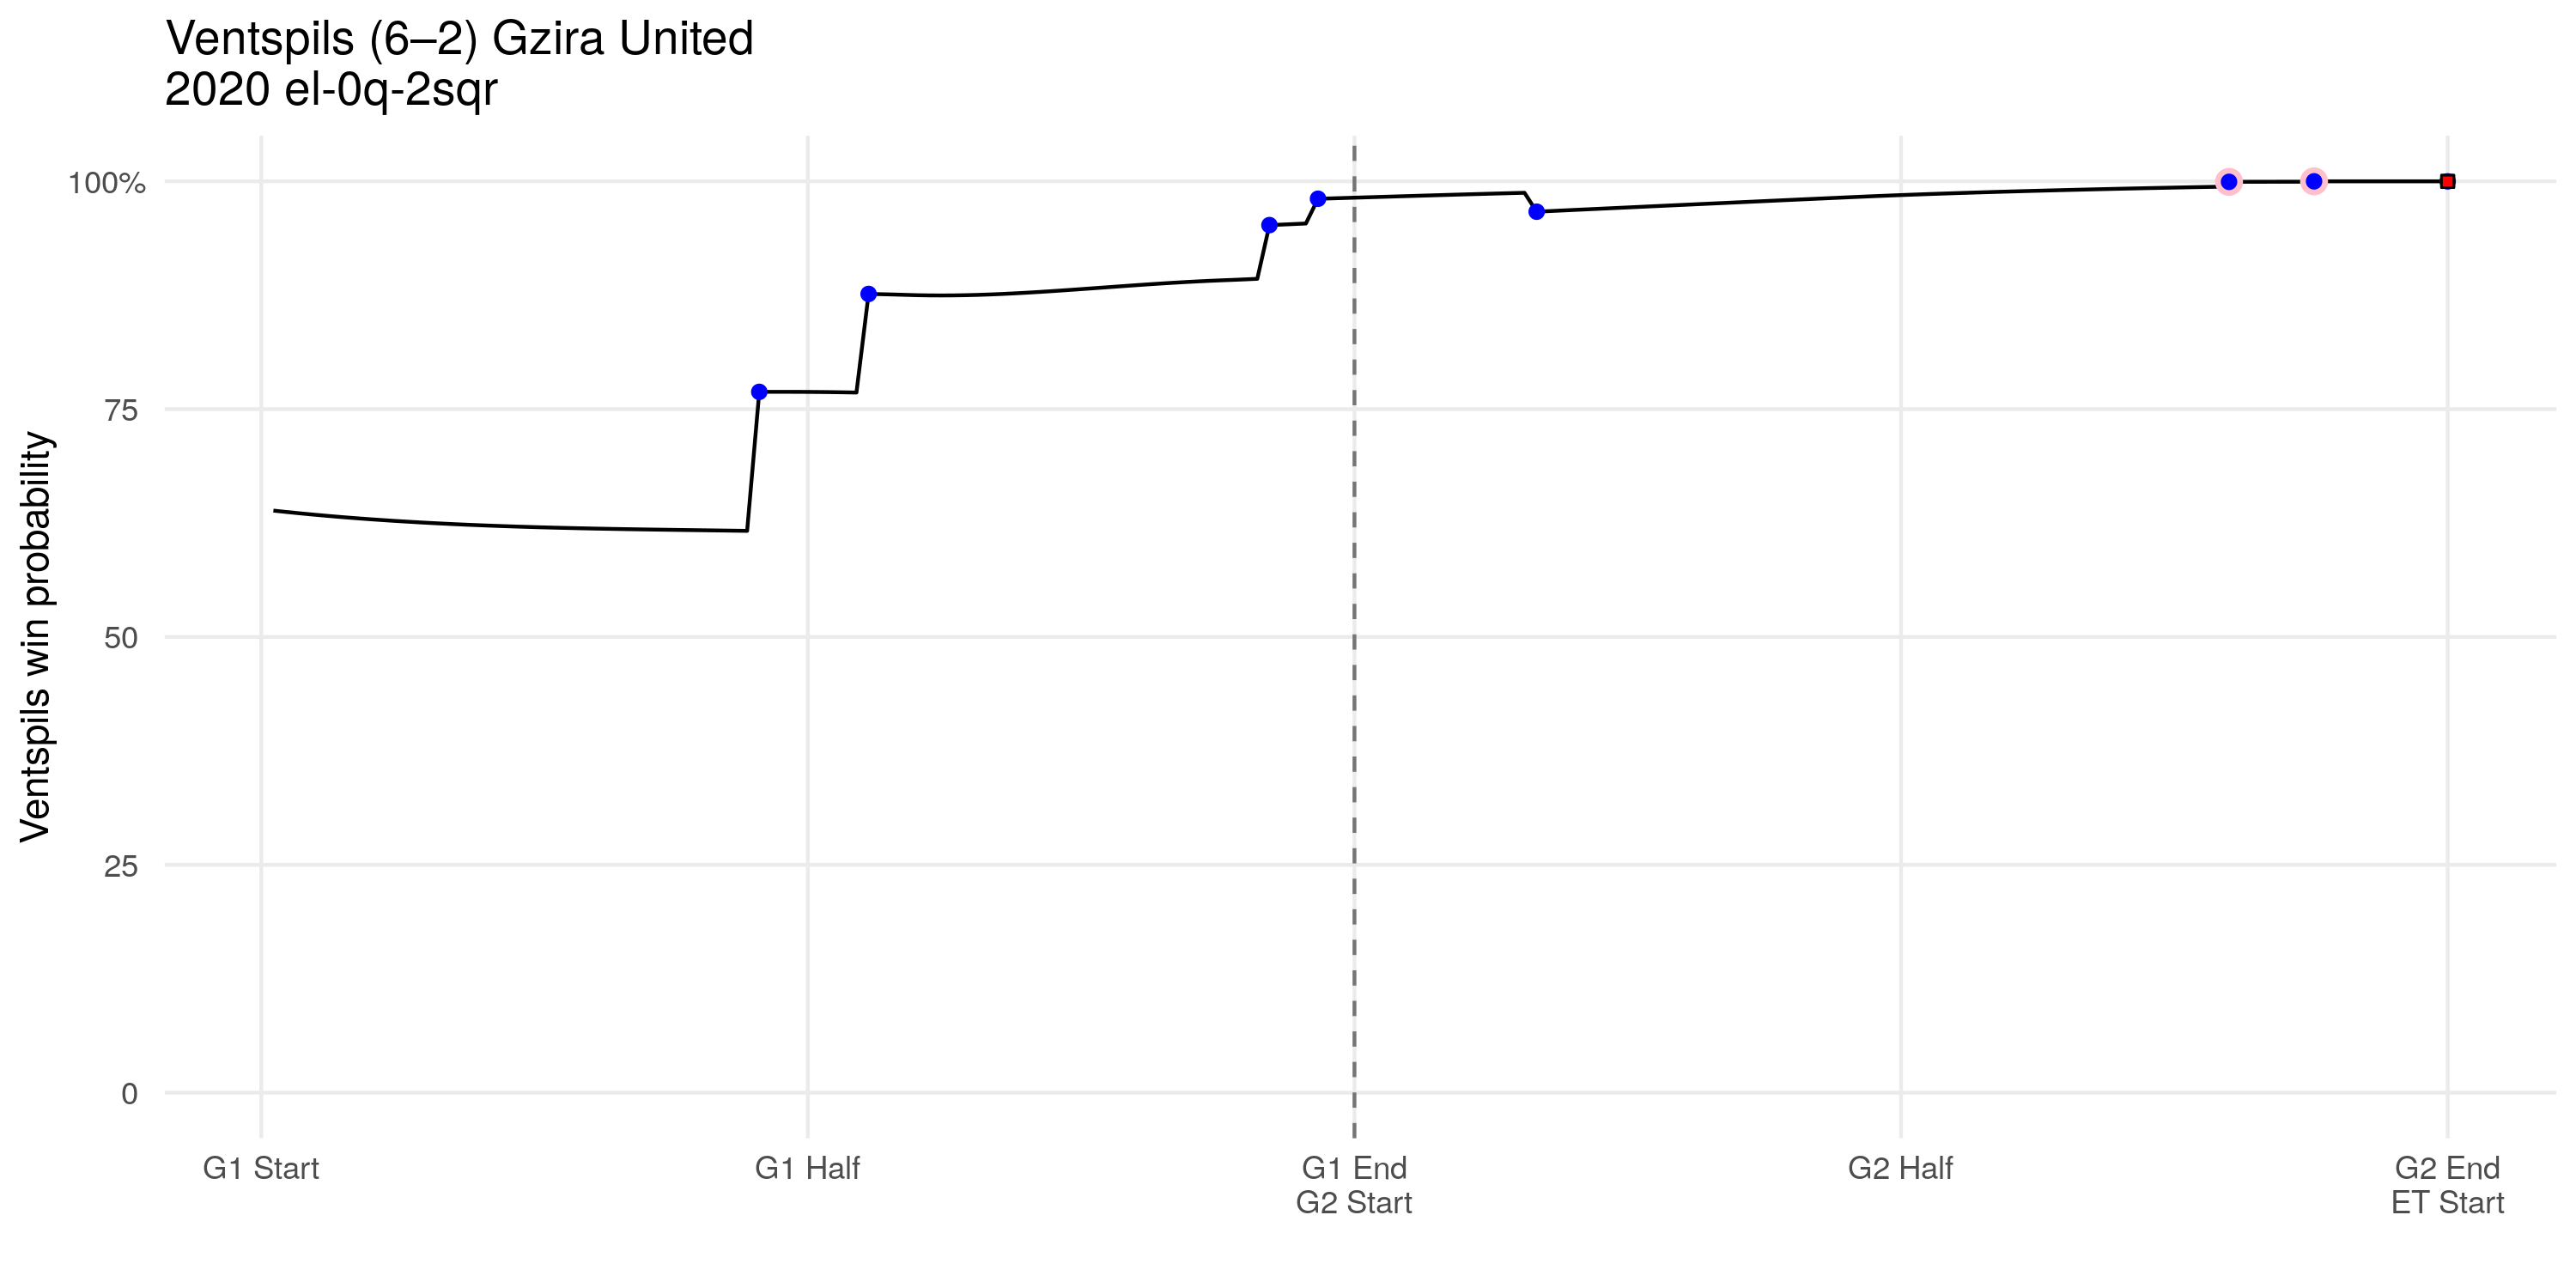 Ventspils (6–2) Gzira United
2020 el-0q-2sqr
Ventspils win probability
100%
75
50
25
0
G1 Start
G1 Half
G1 End
G2 Start
G2 Half
G2 End
ET Start